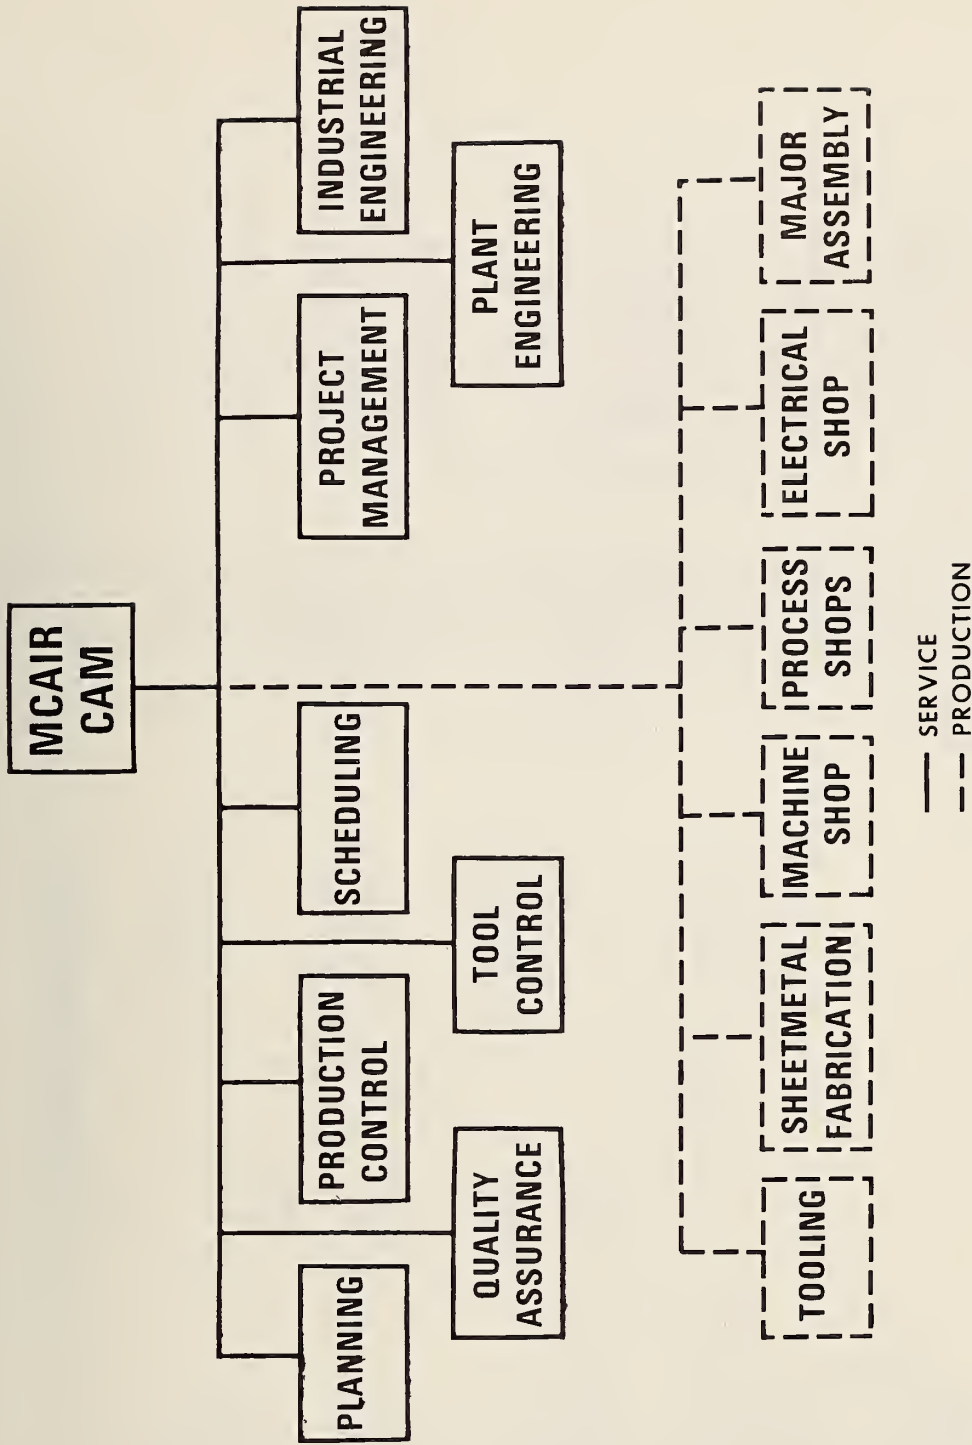 MCAIR
CAM
PLANNING
PRODUCTION
CONTROL
SCHEDULING
PROJECT
MANAGEMENT
INDUSTRIAL
ENGINEERING
QUALITY
ASSURANCE
TOOL
CONTROL
PLANT
ENGINEERING
TOOLING
SHEETMETAL
FABRICATION
MACHINE
SHOP
PROCESS
SHOPS
ELECTRICAL
SHOP
MAJOR
ASSEMBLY
SERVICE
PRODUCTION